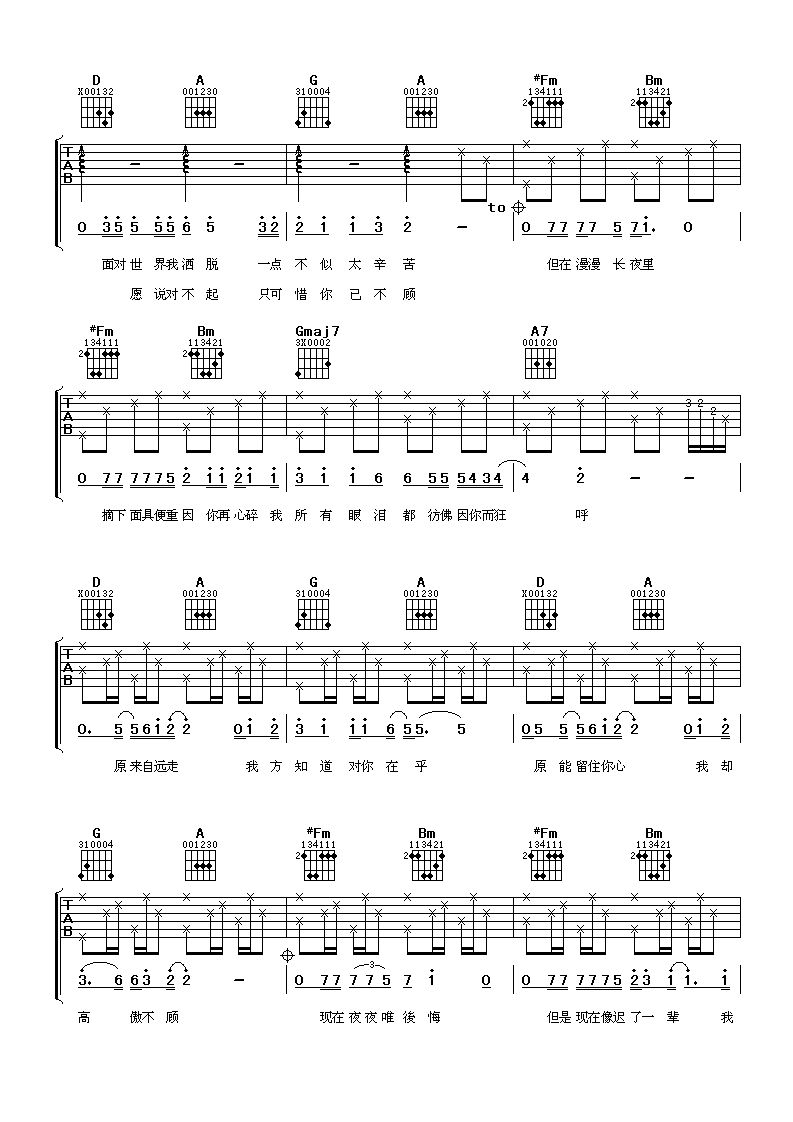 D A G A #Fm Bm
X00132 001230 310004 001230 2 134111 2 113421
T
A
B
to
0 35 5 55 6 5 32 2 1 1 3 2 - 0 77 77 5 71. 0
面对 世 界我 洒 脱 一点 不 似 太 辛 苦 但在 漫漫 长 夜里
愿 说对 不 起 只可 惜 你 已 不 顾
#Fm Bm Gmaj7 A7
2 134111 2 113421 3X0002 001020
T
A
B
3 2 2
0 77 7775 2 11 21 1 3 1 1 6 6 55 5434 4 2 - -
摘下 面具便重 因 你再 心碎 我 所 有 眼 泪 都 彷佛 因你而狂 呼
D A G A D A
X00132 001230 310004 001230 X00132 001230
T
A
B
0. 5 5612 2 01 2 3 1 11 6 55. 5 05 5 5612 2 01 2
原 来自远走 我 方 知 道 对你 在 乎 原 能 留住你心 我 却
G A #Fm Bm #Fm Bm
310004 001230 2 134111 2 113421 2 134111 2 113421
T
A
B
3
3. 6 63 2 2 - 0 77 775 7 1 0 0 77 7775 23 1 1. 1
高 傲不 顾 现在 夜 夜 唯 後 悔 但是 现在像迟 了一 辈 我